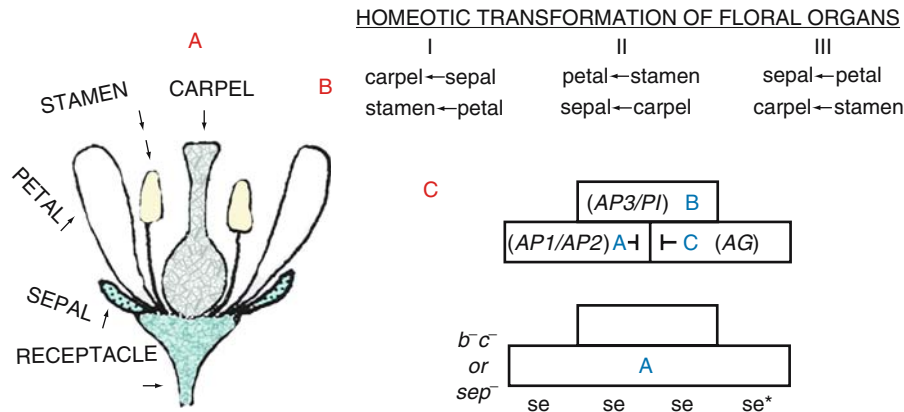 A
STAMEN
CARPEL
PETAL
SEPAL
RECEPTACLE
B
HOMEOTIC TRANSFORMATION OF FLORAL ORGANS
I II III
carpel←sepal petal←stamen sepal←petal
stamen←petal sepal←carpel carpel←stamen
C
(AP3/PI) B
(AP1/AP2) A C (AG)
b⁻c⁻
or A
sep⁻
se se se se*